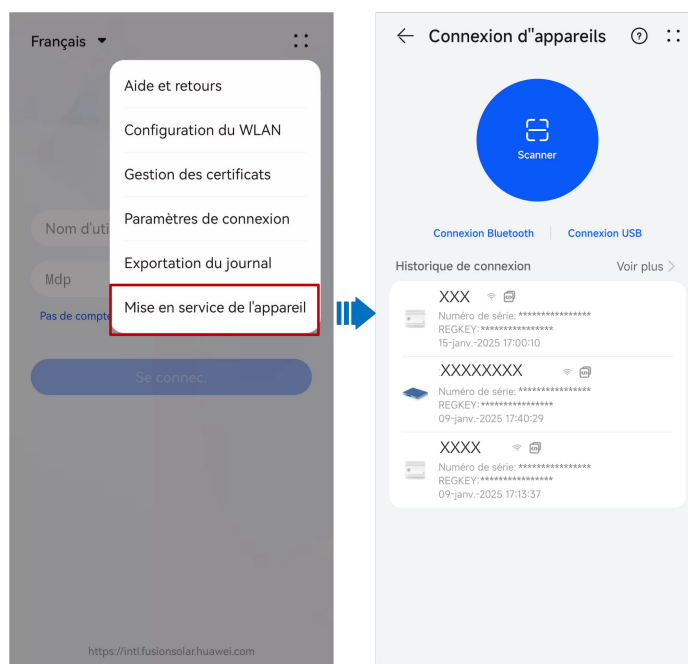 Français
Aide et retours
Configuration du WLAN
Gestion des certificats
Paramètres de connexion
Exportation du journal
Mise en service de l'appareil
Nom d'uti
Mdp
Pas de compte
Se connec.
https://intl.fusionsolar.huawei.com
Connexion d"appareils
Scanner
Connexion Bluetooth
Connexion USB
Historique de connexion
Voir plus >
XXX
Numéro de série: ****************
REGKEY:****************
15-janv.-2025 17:00:10
XXXXXXXX
Numéro de série: ****************
REGKEY:****************
09-janv.-2025 17:40:29
XXXX
Numéro de série: ****************
REGKEY:****************
09-janv.-2025 17:13:37